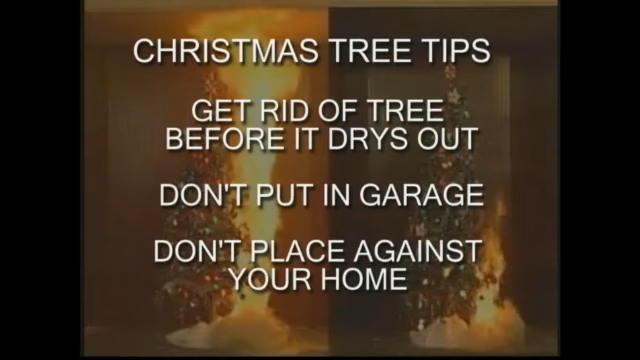 CHRISTMAS TREE TIPS
GET RID OF TREE
BEFORE IT DRYS OUT
DON'T PUT IN GARAGE
DON'T PLACE AGAINST
YOUR HOME